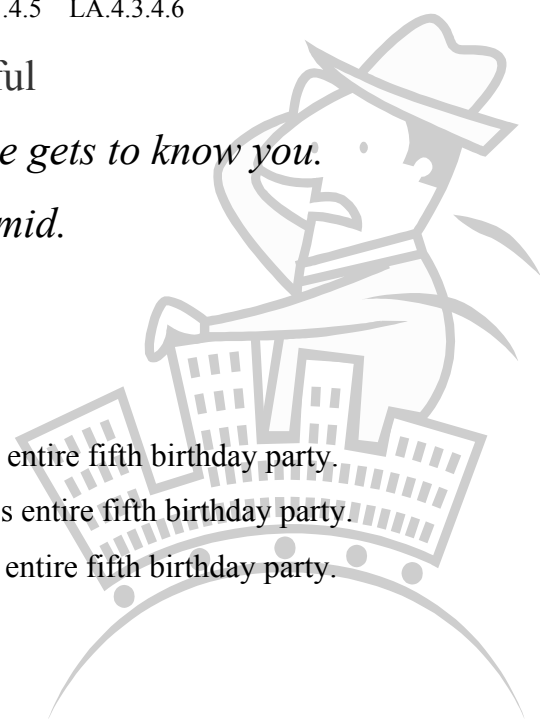 .4.5 LA.4.3.4.6
ful
e gets to know you.
mid.
entire fifth birthday party.
s entire fifth birthday party.
entire fifth birthday party.